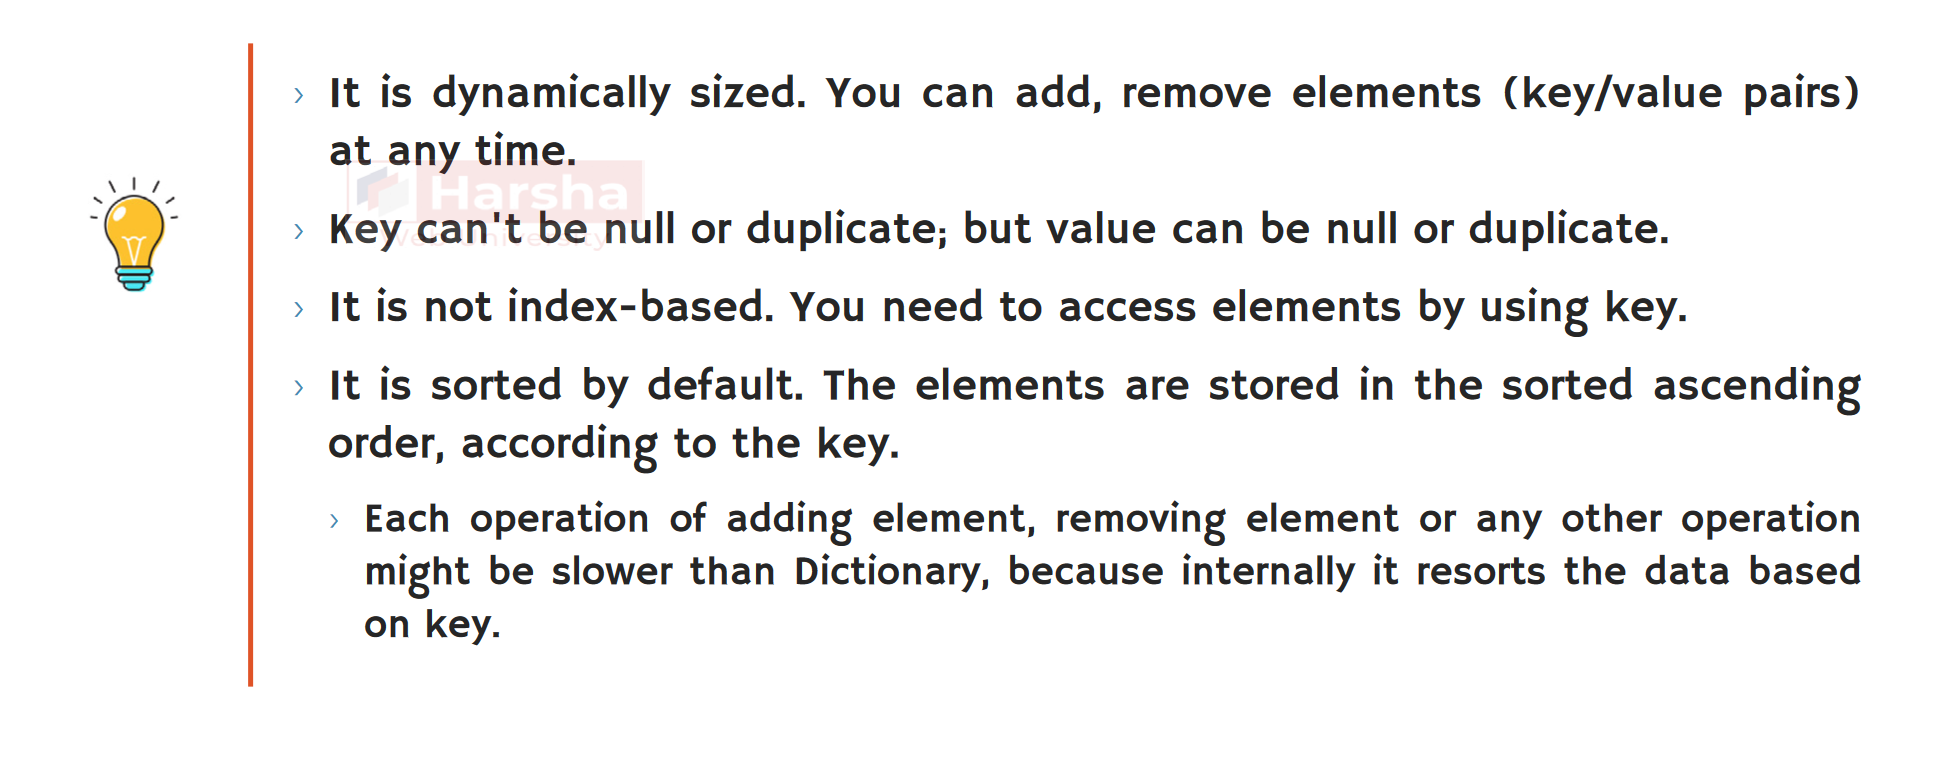 › It is dynamically sized. You can add, remove elements (key/value pairs)
at any time.
Harsha
Web University
› Key can't be null or duplicate; but value can be null or duplicate.
› It is not index-based. You need to access elements by using key.
› It is sorted by default. The elements are stored in the sorted ascending
order, according to the key.
› Each operation of adding element, removing element or any other operation
might be slower than Dictionary, because internally it resorts the data based
on key.